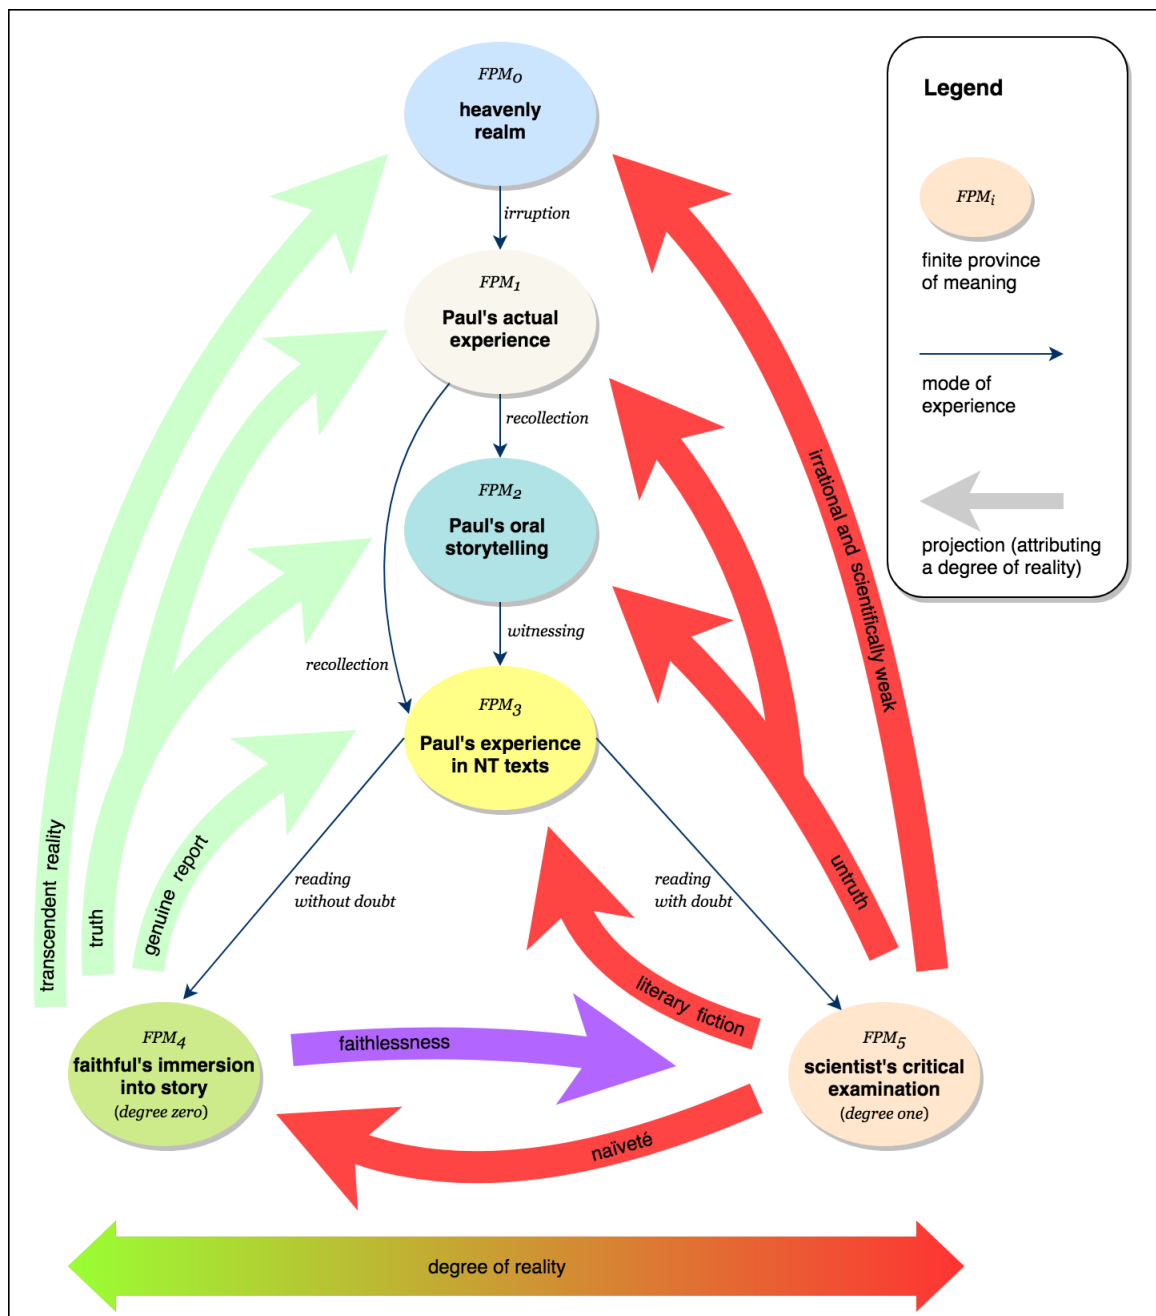 FPM0
heavenly
realm
irruption
FPM1
Paul's actual
experience
recollection
FPM2
Paul's oral
storytelling
witnessing
recollection
FPM3
Paul's experience
in NT texts
reading
without doubt
reading
with doubt
transcendent reality
truth
genuine report
irrational and scientifically weak
untruth
literary fiction
faithlessness
naïveté
FPM4
faithful's immersion
into story
(degree zero)
FPM5
scientist's critical
examination
(degree one)
degree of reality
Legend
FPMi
finite province
of meaning
mode of
experience
projection (attributing
a degree of reality)